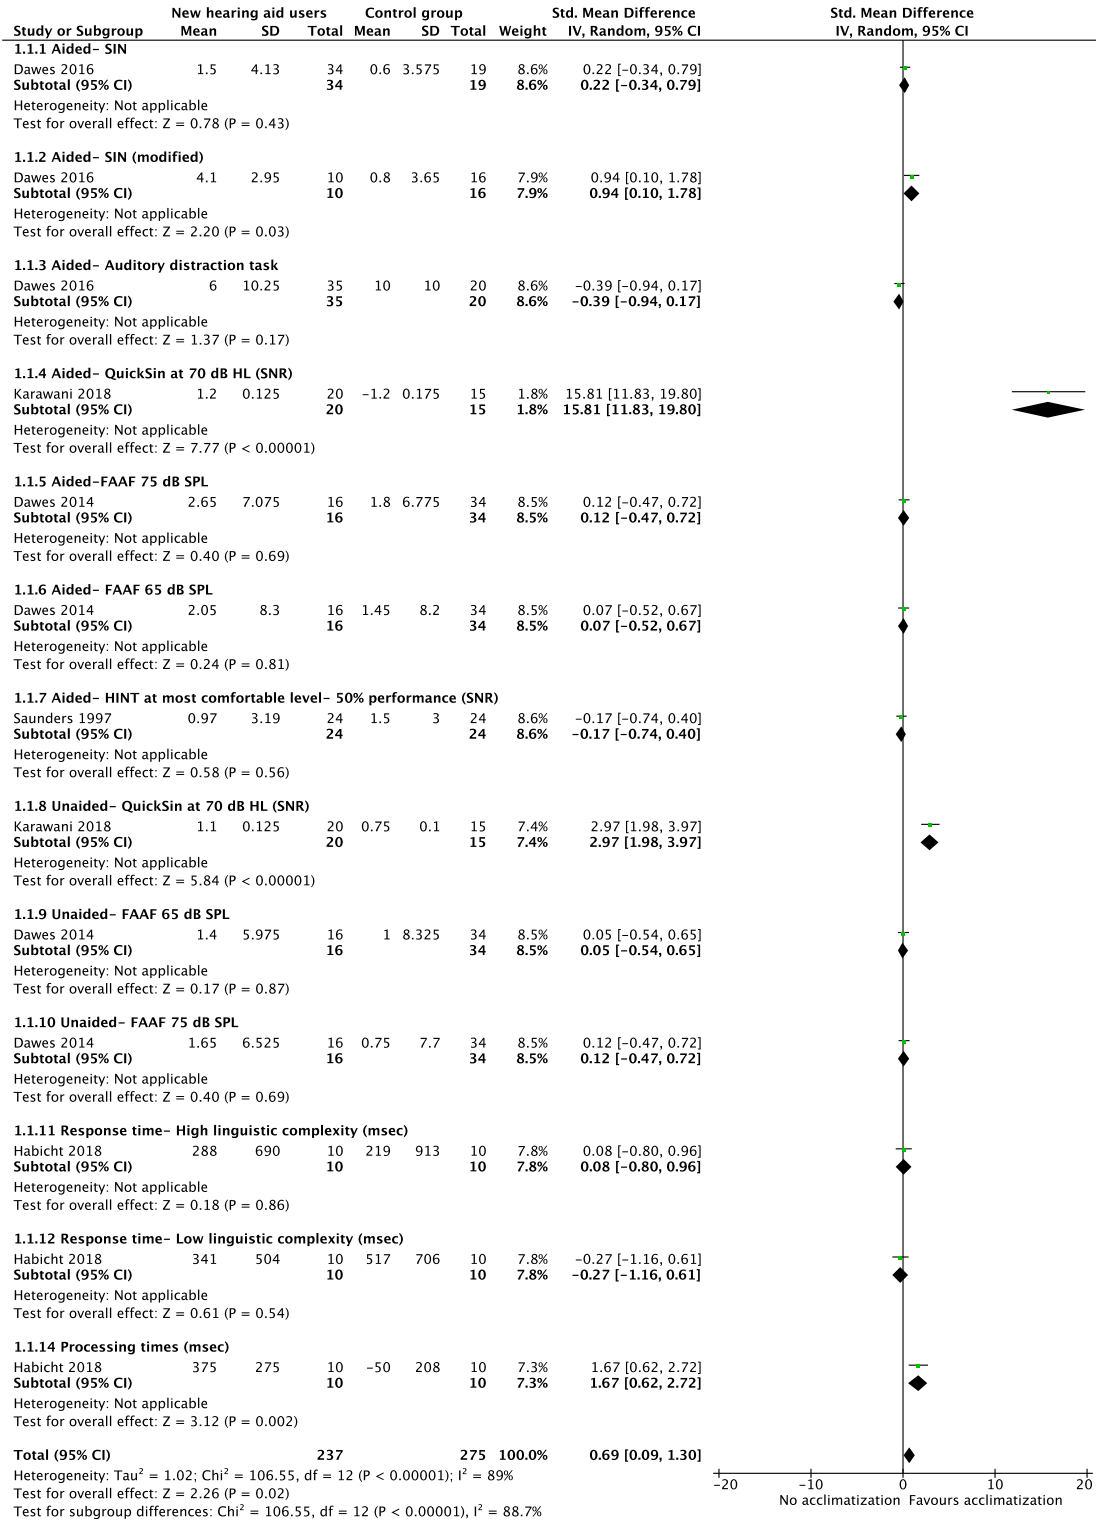 New hearing aid users Control group Std. Mean Difference Std. Mean Difference
Study or Subgroup Mean SD Total Mean SD Total Weight IV, Random, 95% CI IV, Random, 95% CI
1.1.1 Aided– SIN
Dawes 2016 1.5 4.13 34 0.6 3.575 19 8.6% 0.22 [−0.34, 0.79]
Subtotal (95% CI) 34 19 8.6% 0.22 [−0.34, 0.79]
Heterogeneity: Not applicable
Test for overall effect: Z = 0.78 (P = 0.43)
1.1.2 Aided– SIN (modified)
Dawes 2016 4.1 2.95 10 0.8 3.65 16 7.9% 0.94 [0.10, 1.78]
Subtotal (95% CI) 10 16 7.9% 0.94 [0.10, 1.78]
Heterogeneity: Not applicable
Test for overall effect: Z = 2.20 (P = 0.03)
1.1.3 Aided– Auditory distraction task
Dawes 2016 6 10.25 35 10 10 20 8.6% −0.39 [−0.94, 0.17]
Subtotal (95% CI) 35 20 8.6% −0.39 [−0.94, 0.17]
Heterogeneity: Not applicable
Test for overall effect: Z = 1.37 (P = 0.17)
1.1.4 Aided– QuickSin at 70 dB HL (SNR)
Karawani 2018 1.2 0.125 20 −1.2 0.175 15 1.8% 15.81 [11.83, 19.80]
Subtotal (95% CI) 20 15 1.8% 15.81 [11.83, 19.80]
Heterogeneity: Not applicable
Test for overall effect: Z = 7.77 (P < 0.00001)
1.1.5 Aided–FAAF 75 dB SPL
Dawes 2014 2.65 7.075 16 1.8 6.775 34 8.5% 0.12 [−0.47, 0.72]
Subtotal (95% CI) 16 34 8.5% 0.12 [−0.47, 0.72]
Heterogeneity: Not applicable
Test for overall effect: Z = 0.40 (P = 0.69)
1.1.6 Aided– FAAF 65 dB SPL
Dawes 2014 2.05 8.3 16 1.45 8.2 34 8.5% 0.07 [−0.52, 0.67]
Subtotal (95% CI) 16 34 8.5% 0.07 [−0.52, 0.67]
Heterogeneity: Not applicable
Test for overall effect: Z = 0.24 (P = 0.81)
1.1.7 Aided– HINT at most comfortable level– 50% performance (SNR)
Saunders 1997 0.97 3.19 24 1.5 3 24 8.6% −0.17 [−0.74, 0.40]
Subtotal (95% CI) 24 24 8.6% −0.17 [−0.74, 0.40]
Heterogeneity: Not applicable
Test for overall effect: Z = 0.58 (P = 0.56)
1.1.8 Unaided– QuickSin at 70 dB HL (SNR)
Karawani 2018 1.1 0.125 20 0.75 0.1 15 7.4% 2.97 [1.98, 3.97]
Subtotal (95% CI) 20 15 7.4% 2.97 [1.98, 3.97]
Heterogeneity: Not applicable
Test for overall effect: Z = 5.84 (P < 0.00001)
1.1.9 Unaided– FAAF 65 dB SPL
Dawes 2014 1.4 5.975 16 1 8.325 34 8.5% 0.05 [−0.54, 0.65]
Subtotal (95% CI) 16 34 8.5% 0.05 [−0.54, 0.65]
Heterogeneity: Not applicable
Test for overall effect: Z = 0.17 (P = 0.87)
1.1.10 Unaided– FAAF 75 dB SPL
Dawes 2014 1.65 6.525 16 0.75 7.7 34 8.5% 0.12 [−0.47, 0.72]
Subtotal (95% CI) 16 34 8.5% 0.12 [−0.47, 0.72]
Heterogeneity: Not applicable
Test for overall effect: Z = 0.40 (P = 0.69)
1.1.11 Response time– High linguistic complexity (msec)
Habicht 2018 288 690 10 219 913 10 7.8% 0.08 [−0.80, 0.96]
Subtotal (95% CI) 10 10 7.8% 0.08 [−0.80, 0.96]
Heterogeneity: Not applicable
Test for overall effect: Z = 0.18 (P = 0.86)
1.1.12 Response time– Low linguistic complexity (msec)
Habicht 2018 341 504 10 517 706 10 7.8% −0.27 [−1.16, 0.61]
Subtotal (95% CI) 10 10 7.8% −0.27 [−1.16, 0.61]
Heterogeneity: Not applicable
Test for overall effect: Z = 0.61 (P = 0.54)
1.1.14 Processing times (msec)
Habicht 2018 375 275 10 −50 208 10 7.3% 1.67 [0.62, 2.72]
Subtotal (95% CI) 10 10 7.3% 1.67 [0.62, 2.72]
Heterogeneity: Not applicable
Test for overall effect: Z = 3.12 (P = 0.002)
Total (95% CI) 237 275 100.0% 0.69 [0.09, 1.30]
Heterogeneity: Tau² = 1.02; Chi² = 106.55, df = 12 (P < 0.00001); I² = 89%
Test for overall effect: Z = 2.26 (P = 0.02)
Test for subgroup differences: Chi² = 106.55, df = 12 (P < 0.00001), I² = 88.7%
−20 −10 0 10 20
No acclimatization Favours acclimatization